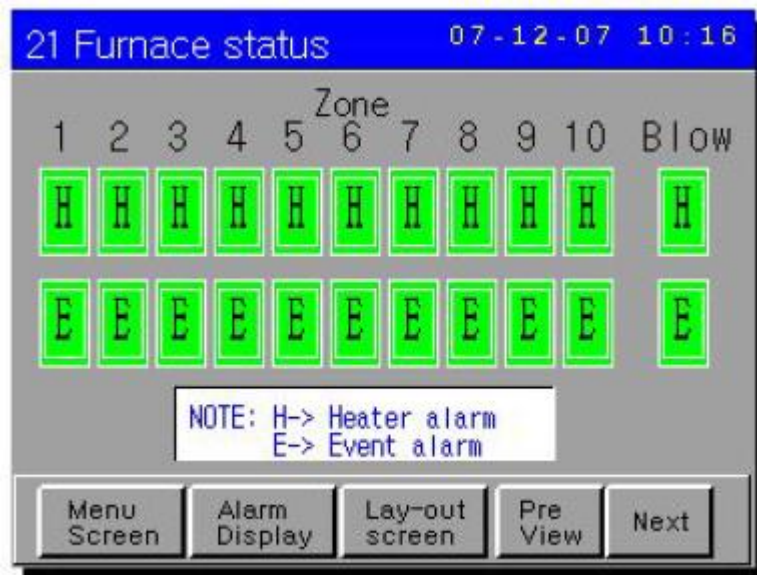 21 Furnace status 07-12-07 10:16
Zone
1 2 3 4 5 6 7 8 9 10 Blow
H H H H H H H H H H H
E E E E E E E E E E E
NOTE: H-> Heater alarm
E-> Event alarm
Menu Screen
Alarm Display
Lay-out screen
Pre View
Next